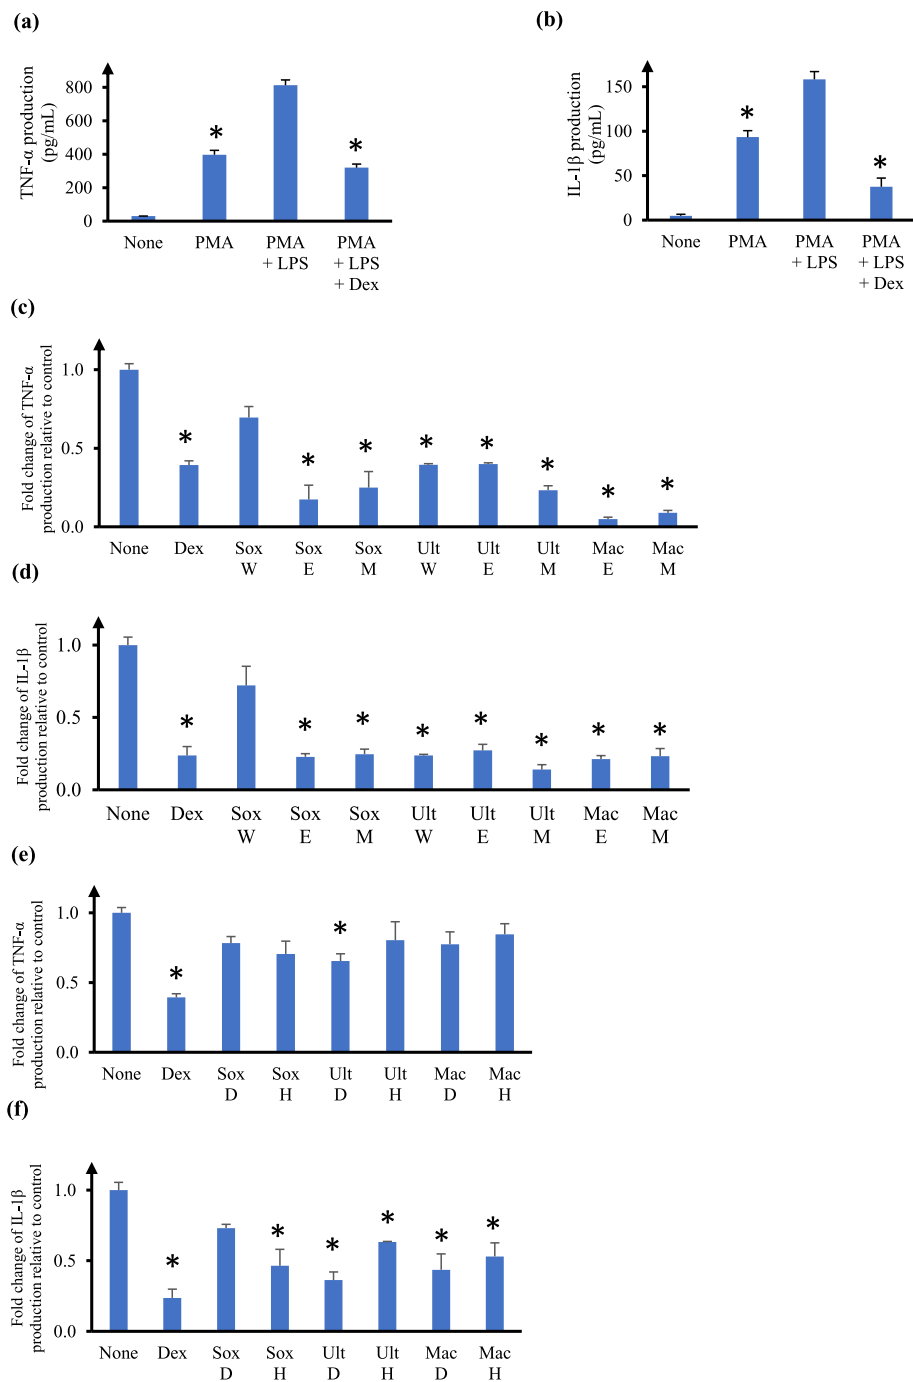 (a)
TNF-α production
(pg/mL)
800
400
200
0
*
*
None
PMA
PMA
+ LPS
PMA
+ LPS
+ Dex
(b)
IL-1β production
(pg/mL)
150
100
50
0
*
*
None
PMA
PMA
+ LPS
PMA
+ LPS
+ Dex
(c)
Fold change of TNF-α
production relative to control
1.0
0.5
0.0
* * * * * * * *
None Dex Sox Sox Sox Ult Ult Ult Mac Mac
W E M W E M E M
(d)
Fold change of IL-1β
production relative to control
1.0
0.5
0.0
* * * * * * * *
None Dex Sox Sox Sox Ult Ult Ult Mac Mac
W E M W E M E M
(e)
Fold change of TNF-α
production relative to control
1.0
0.5
0.0
* *
None Dex Sox Sox Ult Ult Mac Mac
D H D H D H
(f)
Fold change of IL-1β
production relative to control
1.0
0.5
0.0
* * * * * *
None Dex Sox Sox Ult Ult Mac Mac
D H D H D H